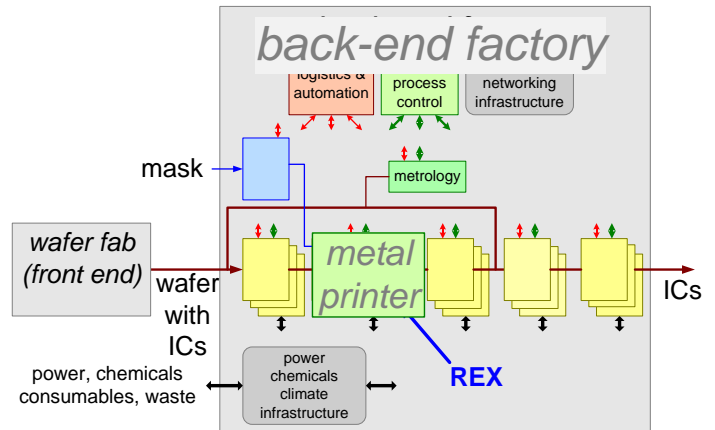 back-end factory
logistics &
automation
process
control
networking
infrastructure
mask
metrology
wafer fab
(front end)
metal
printer
wafer
with
ICs
ICs
power
chemicals
climate
infrastructure
power, chemicals
consumables, waste
REX